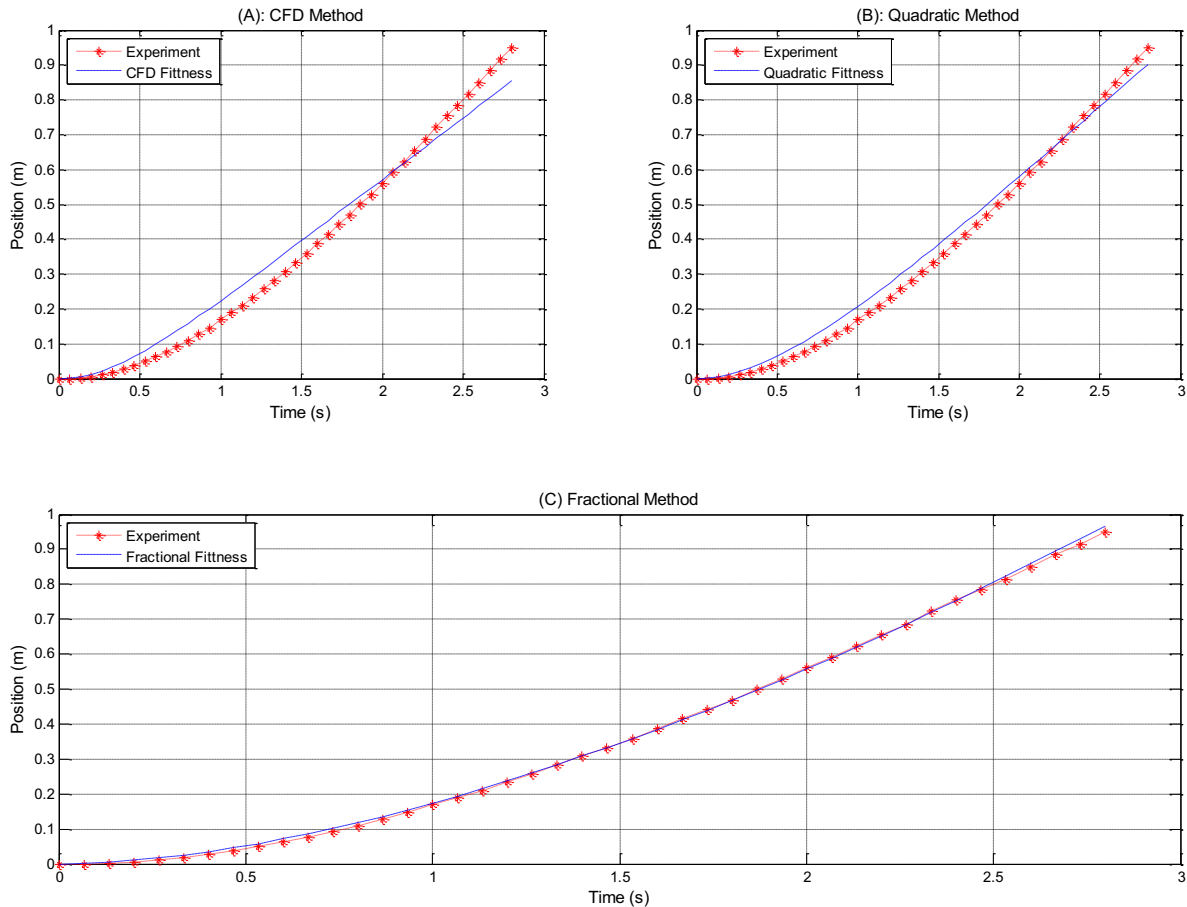 (A): CFD Method
Experiment
CFD Fittness
1
0.9
0.8
0.7
0.6
0.5
0.4
0.3
0.2
0.1
0
Position (m)
0 0.5 1 1.5 2 2.5 3
Time (s)
(B): Quadratic Method
Experiment
Quadratic Fittness
1
0.9
0.8
0.7
0.6
0.5
0.4
0.3
0.2
0.1
0
Position (m)
0 0.5 1 1.5 2 2.5 3
Time (s)
(C) Fractional Method
Experiment
Fractional Fittness
1
0.9
0.8
0.7
0.6
0.5
0.4
0.3
0.2
0.1
0
Position (m)
0 0.5 1 1.5 2 2.5 3
Time (s)